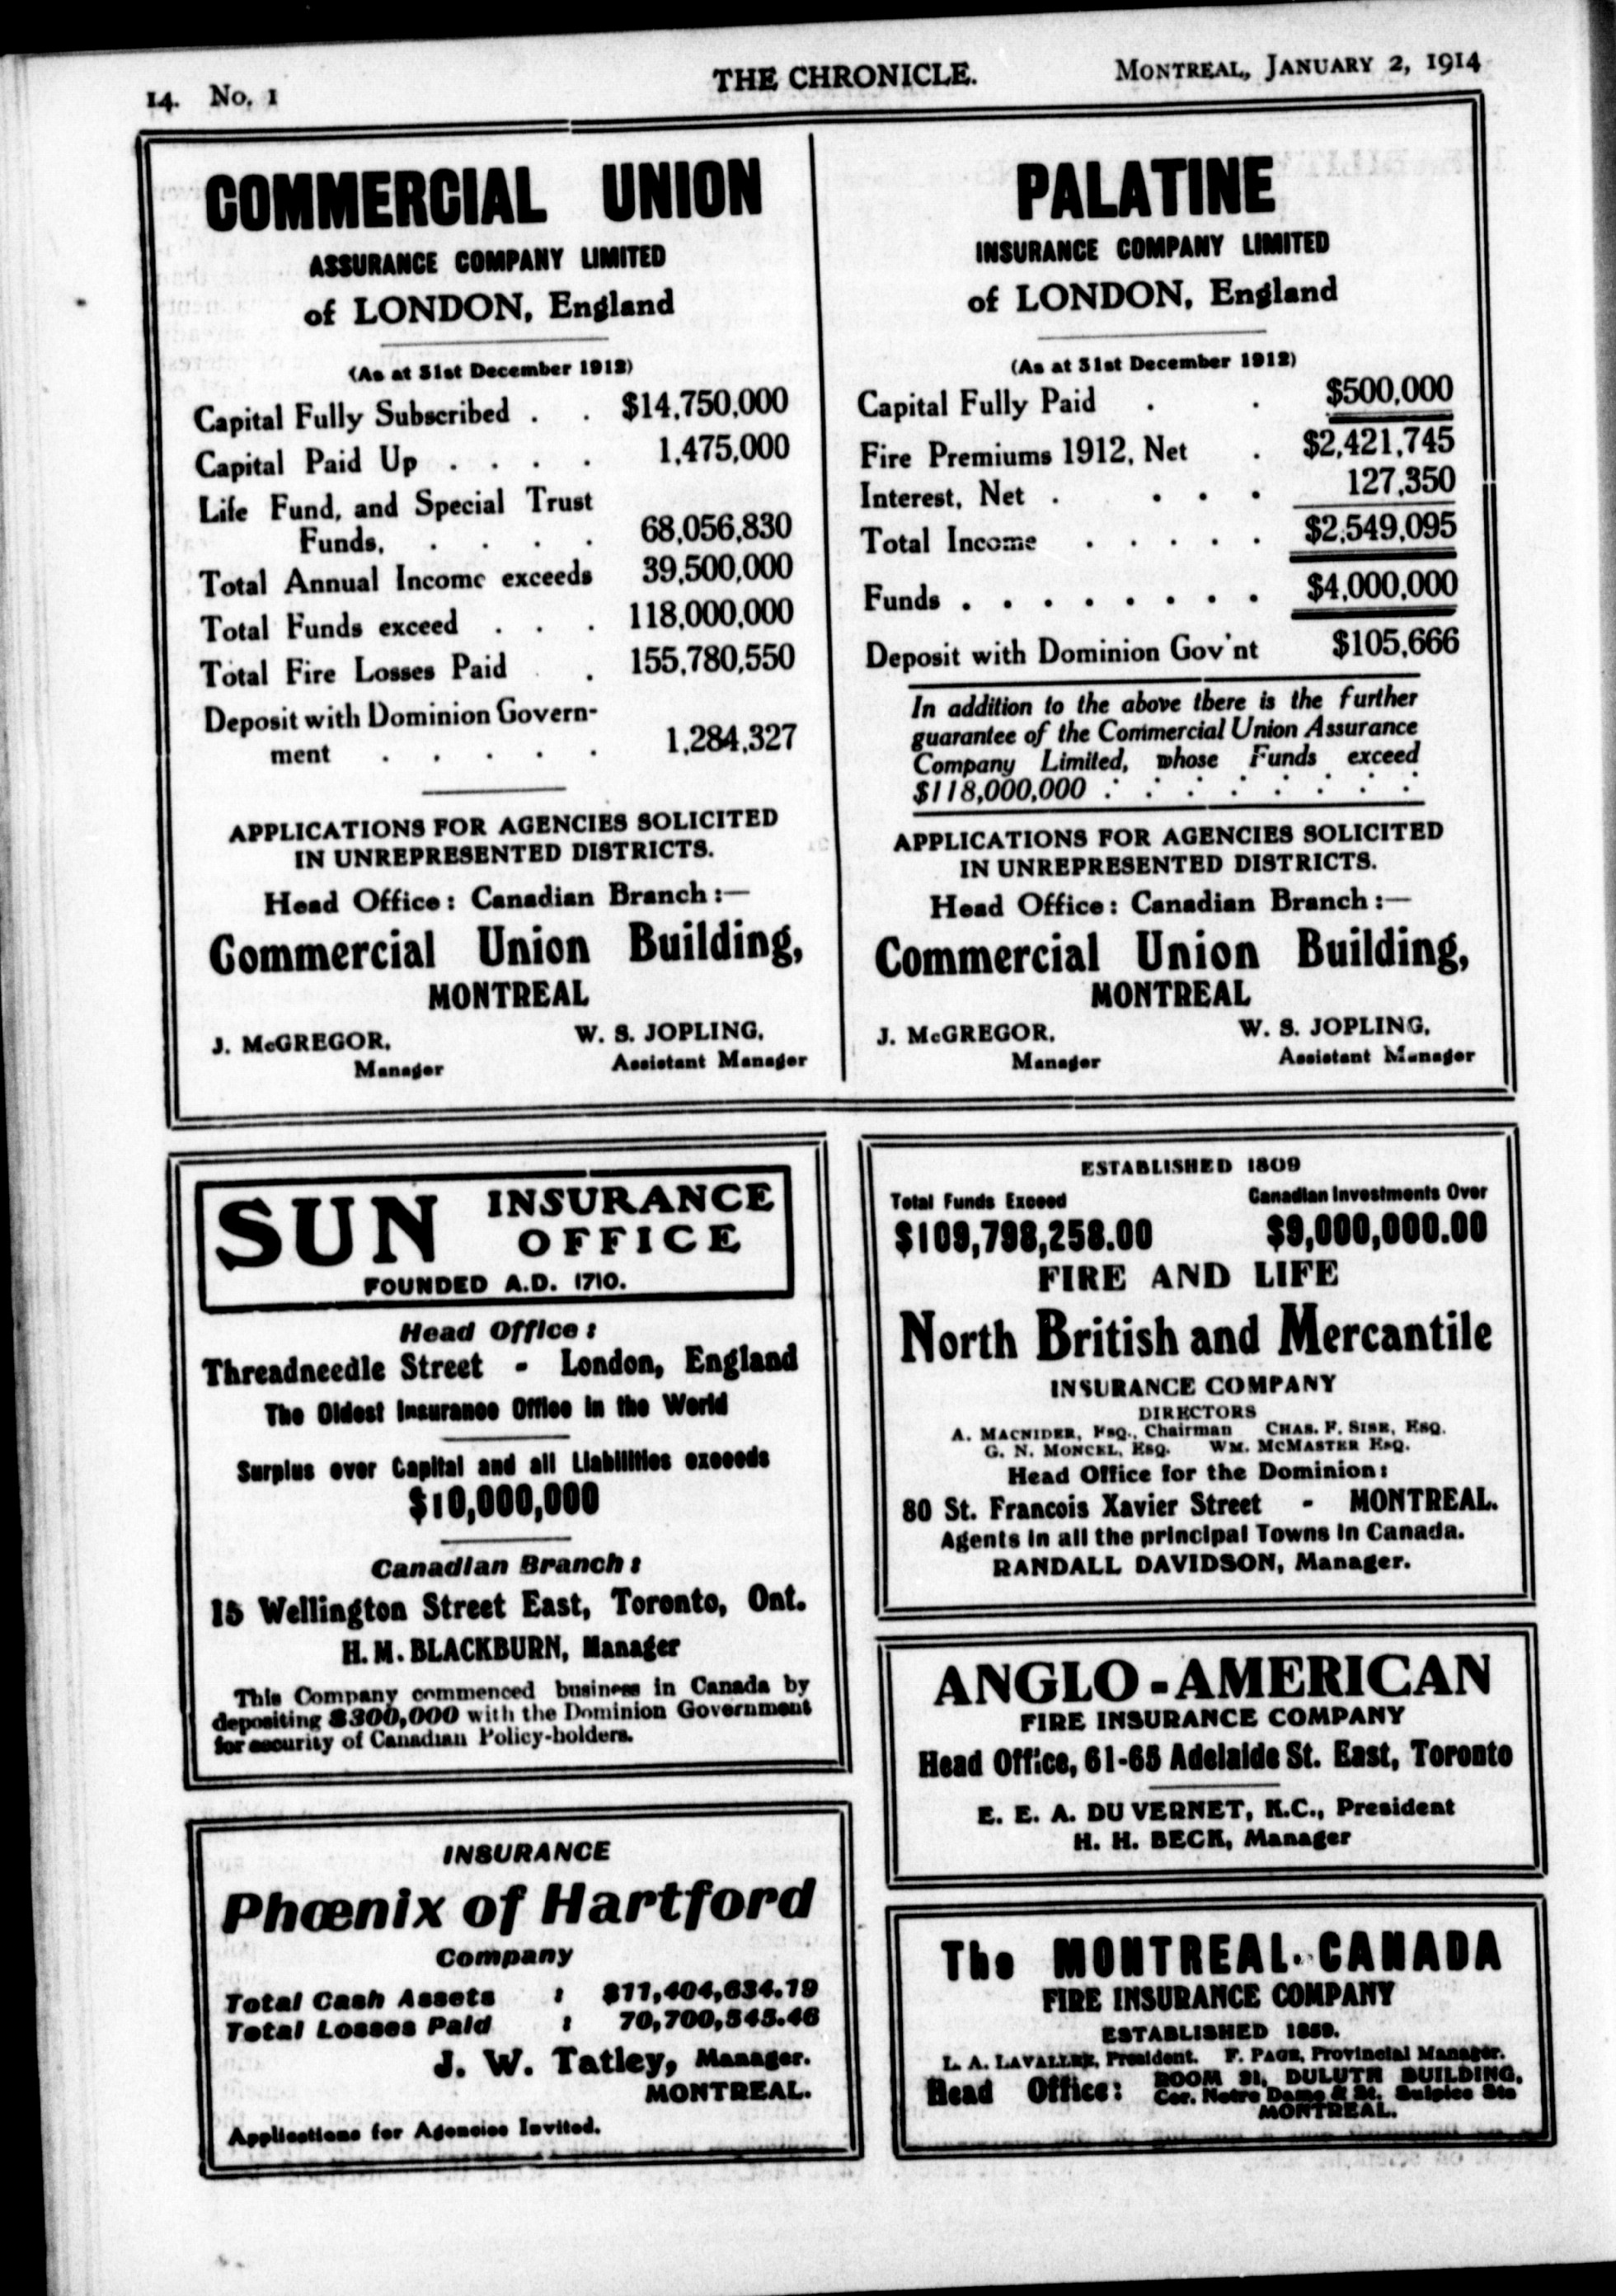 14. No. 1
THE CHRONICLE.
MONTREAL, JANUARY 2, 1914
COMMERCIAL UNION
ASSURANCE COMPANY LIMITED
of LONDON, England
(As at 31st December 1912)
Capital Fully Subscribed . . $14,750,000
Capital Paid Up . . . . 1,475,000
Life Fund, and Special Trust
Funds, . . . . 68,056,830
Total Annual Income exceeds 39,500,000
Total Funds exceed . . . 118,000,000
Total Fire Losses Paid . 155,780,550
Deposit with Dominion Govern-
ment . . . . . 1,284,327
APPLICATIONS FOR AGENCIES SOLICITED
IN UNREPRESENTED DISTRICTS.
Head Office: Canadian Branch:—
Commercial Union Building,
MONTREAL
J. McGREGOR, W. S. JOPLING,
Manager Assistant Manager
PALATINE
INSURANCE COMPANY LIMITED
of LONDON, England
(As at 31st December 1912)
Capital Fully Paid . . $500,000
Fire Premiums 1912, Net . $2,421,745
Interest, Net . . . . 127,350
Total Income . . . . . $2,549,095
Funds . . . . . . . . $4,000,000
Deposit with Dominion Gov'nt $105,666
In addition to the above there is the further
guarantee of the Commercial Union Assurance
Company Limited, whose Funds exceed
$118,000,000
APPLICATIONS FOR AGENCIES SOLICITED
IN UNREPRESENTED DISTRICTS.
Head Office: Canadian Branch:—
Commercial Union Building,
MONTREAL
J. McGREGOR, W. S. JOPLING,
Manager Assistant Manager
SUN INSURANCE
OFFICE
FOUNDED A.D. 1710.
Head Office:
Threadneedle Street - London, England
The Oldest Insurance Office in the World
Surplus over Capital and all Liabilities exceeds
$10,000,000
Canadian Branch:
15 Wellington Street East, Toronto, Ont.
H. M. BLACKBURN, Manager
This Company commenced business in Canada by
depositing $300,000 with the Dominion Government
for security of Canadian Policy-holders.
INSURANCE
Phœnix of Hartford
Company
Total Cash Assets : $11,404,634.19
Total Losses Paid : 70,700,545.46
J. W. Tatley, Manager.
MONTREAL.
Applications for Agencies Invited.
ESTABLISHED 1809
Total Funds Exceed Canadian Investments Over
$109,798,258.00 $9,000,000.00
FIRE AND LIFE
North British and Mercantile
INSURANCE COMPANY
DIRECTORS
A. MACNIDER, ESQ., Chairman CHAS. F. SISE, ESQ.
G. N. MONCEL, ESQ. WM. MCMASTER ESQ.
Head Office for the Dominion:
80 St. Francois Xavier Street - MONTREAL.
Agents in all the principal Towns in Canada.
RANDALL DAVIDSON, Manager.
ANGLO-AMERICAN
FIRE INSURANCE COMPANY
Head Office, 61-65 Adelaide St. East, Toronto
E. E. A. DU VERNET, K.C., President
H. H. BECK, Manager
The MONTREAL-CANADA
FIRE INSURANCE COMPANY
ESTABLISHED 1859.
L. A. LAVALLEE, President. F. PAGE, Provincial Manager.
Head Office: ROOM 21, DULUTH BUILDING,
Cor. Notre Dame & St. Sulpice Sts
MONTREAL.